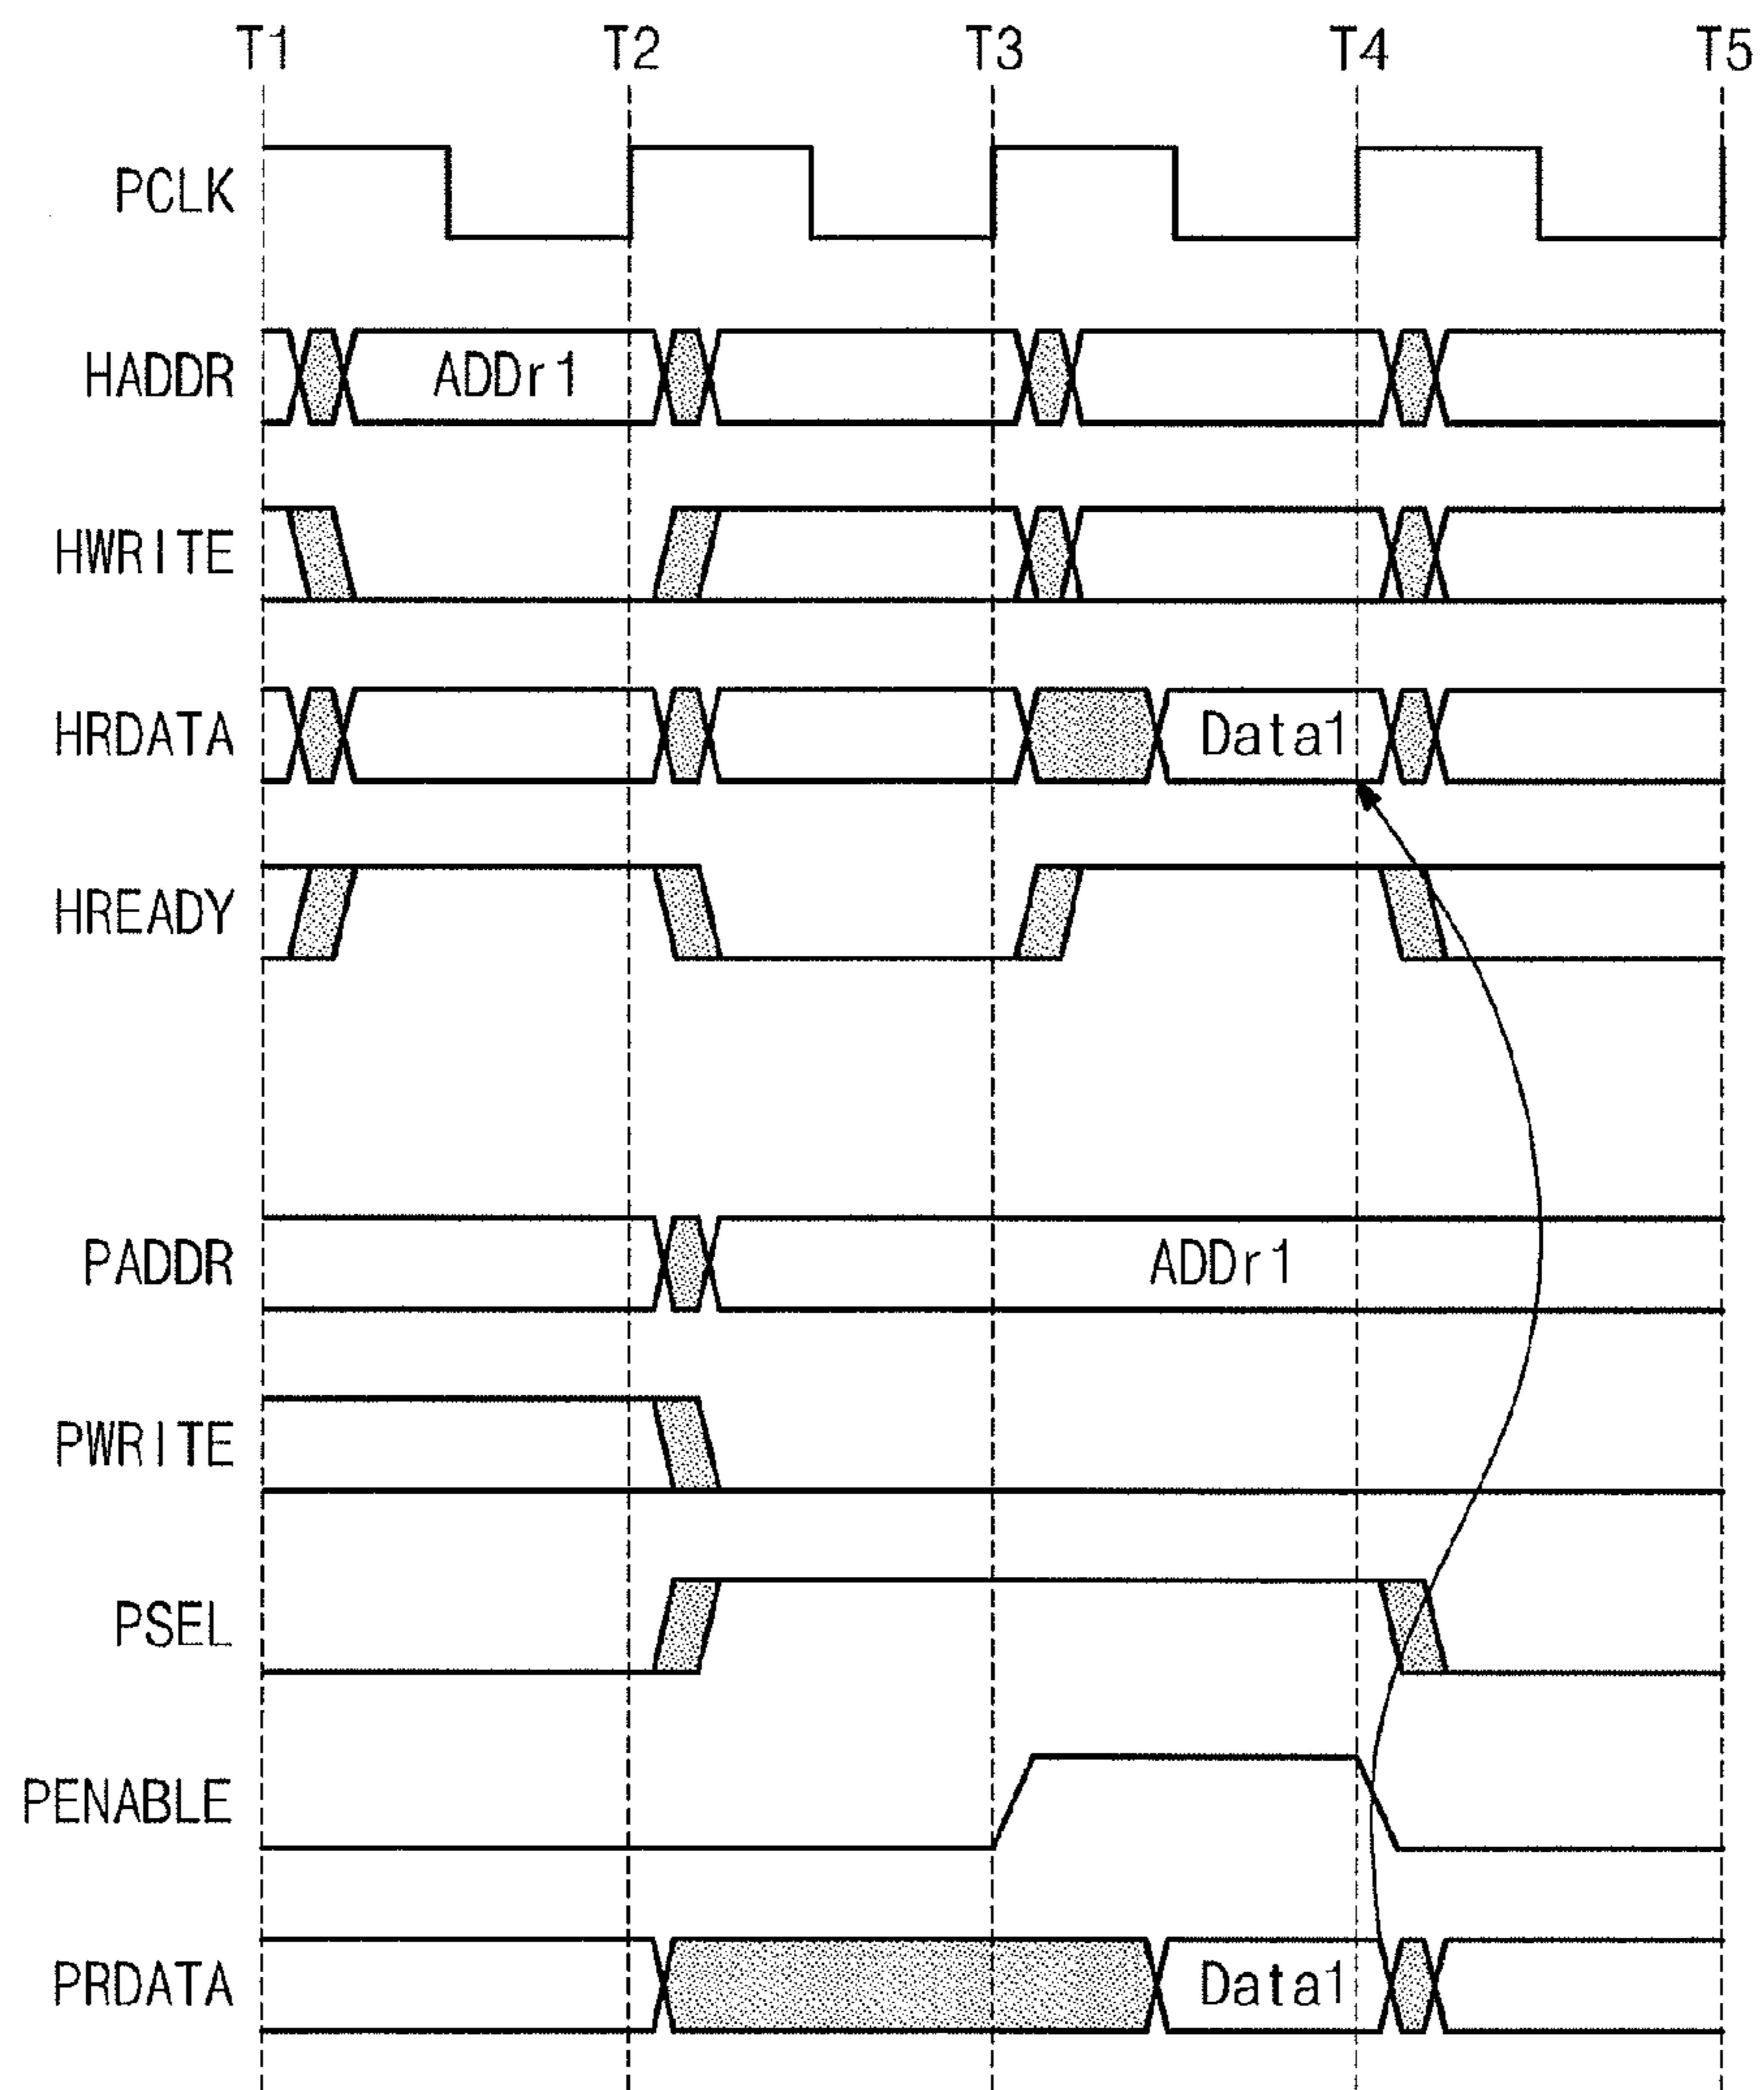 T1 T2 T3 T4 T5
PCLK
HADDR ADDr1
HWRITE
HRDATA Data1
HREADY
PADDR ADDr1
PWRITE
PSEL
PENABLE
PRDATA Data1